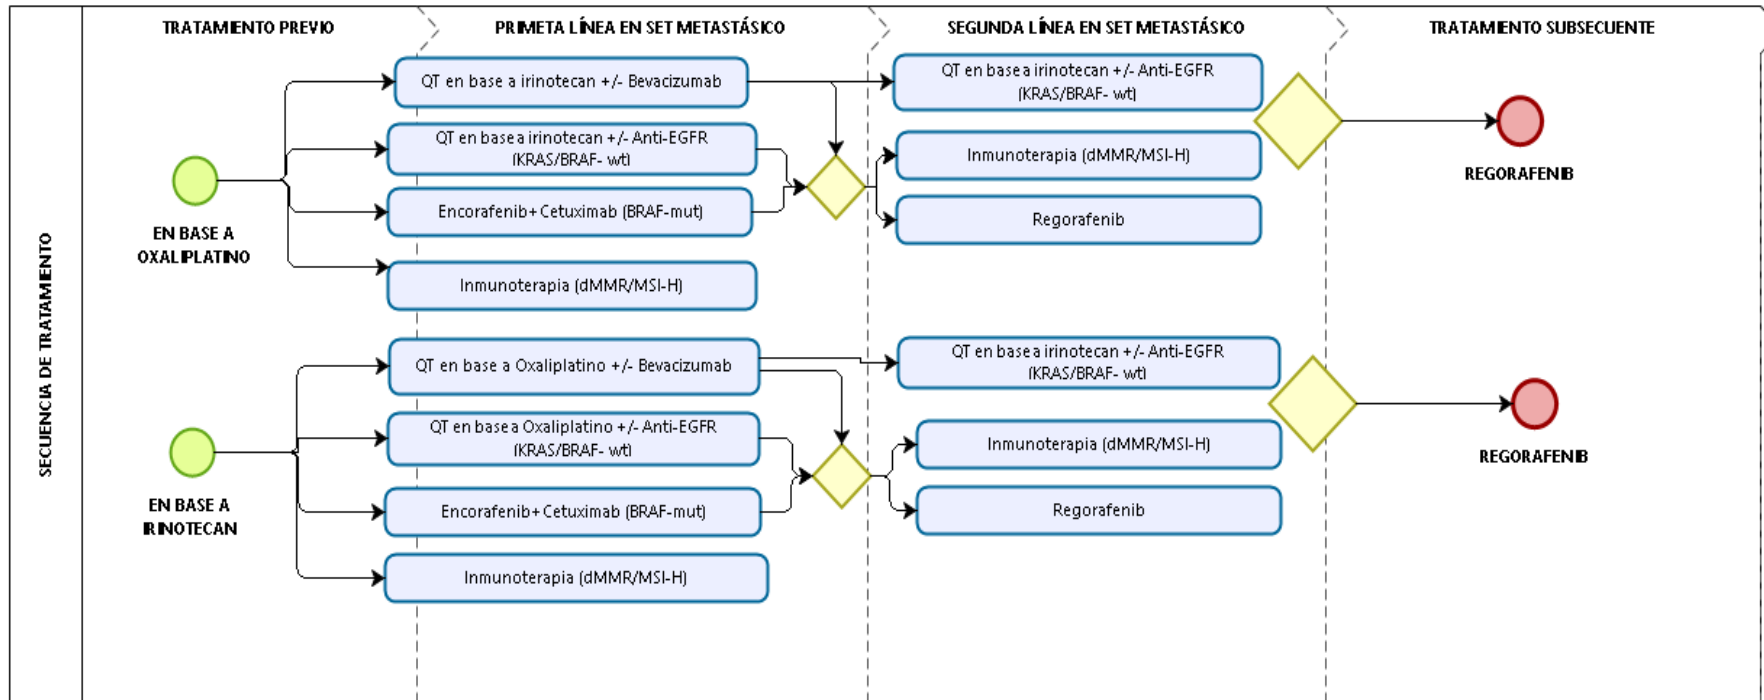 SECUENCIA DE TRATAMIENTO
TRATAMIENTO PREVIO
PRIMETA LÍNEA EN SET METASTÁSICO
SEGUNDA LÍNEA EN SET METASTÁSICO
TRATAMIENTO SUBSECUENTE
EN BASE A
OXALIPLATINO
QT en base a irinotecan +/- Bevacizumab
QT en base a irinotecan +/- Anti-EGFR
(KRAS/BRAF- wt)
Encorafenib+ Cetuximab (BRAF-mut)
Inmunoterapia (dMMR/MSI-H)
QT en base a irinotecan +/- Anti-EGFR
(KRAS/BRAF- wt)
Inmunoterapia (dMMR/MSI-H)
Regorafenib
REGORAFENIB
EN BASE A
IRINOTECAN
QT en base a Oxaliplatino +/- Bevacizumab
QT en base a Oxaliplatino +/- Anti-EGFR
(KRAS/BRAF- wt)
Encorafenib+ Cetuximab (BRAF-mut)
Inmunoterapia (dMMR/MSI-H)
QT en base a irinotecan +/- Anti-EGFR
(KRAS/BRAF- wt)
Inmunoterapia (dMMR/MSI-H)
Regorafenib
REGORAFENIB